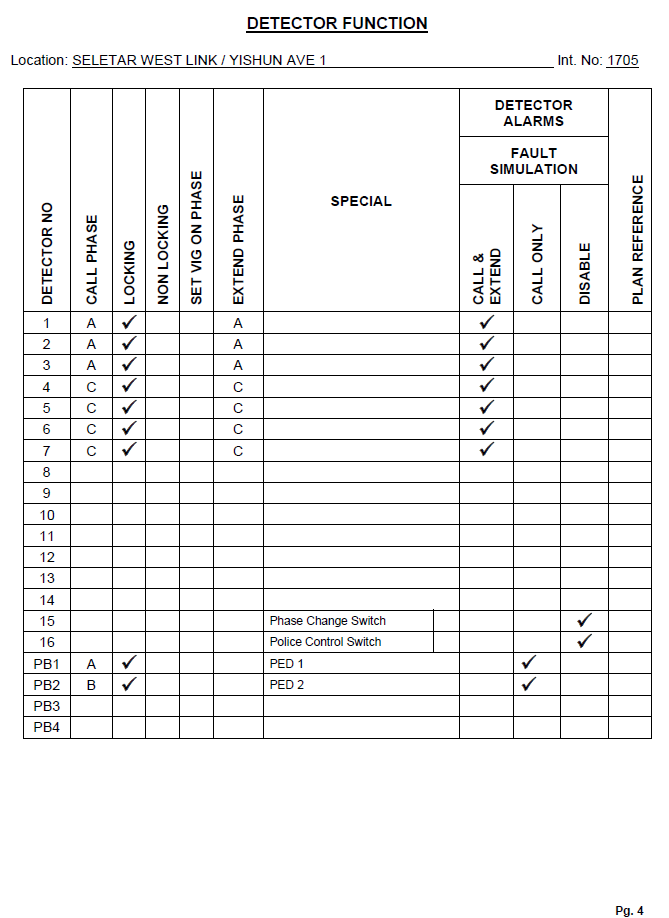 DETECTOR FUNCTION
Location: SELETAR WEST LINK / YISHUN AVE 1 Int. No: 1705
DETECTOR NO CALL PHASE LOCKING NON LOCKING SET VIG ON PHASE EXTEND PHASE SPECIAL DETECTOR ALARMS FAULT SIMULATION CALL & EXTEND CALL ONLY DISABLE PLAN REFERENCE
1 A ✓ A ✓
2 A ✓ A ✓
3 A ✓ A ✓
4 C ✓ C ✓
5 C ✓ C ✓
6 C ✓ C ✓
7 C ✓ C ✓
8
9
10
11
12
13
14
15 Phase Change Switch ✓
16 Police Control Switch ✓
PB1 A ✓ PED 1 ✓
PB2 B ✓ PED 2 ✓
PB3
PB4
Pg. 4